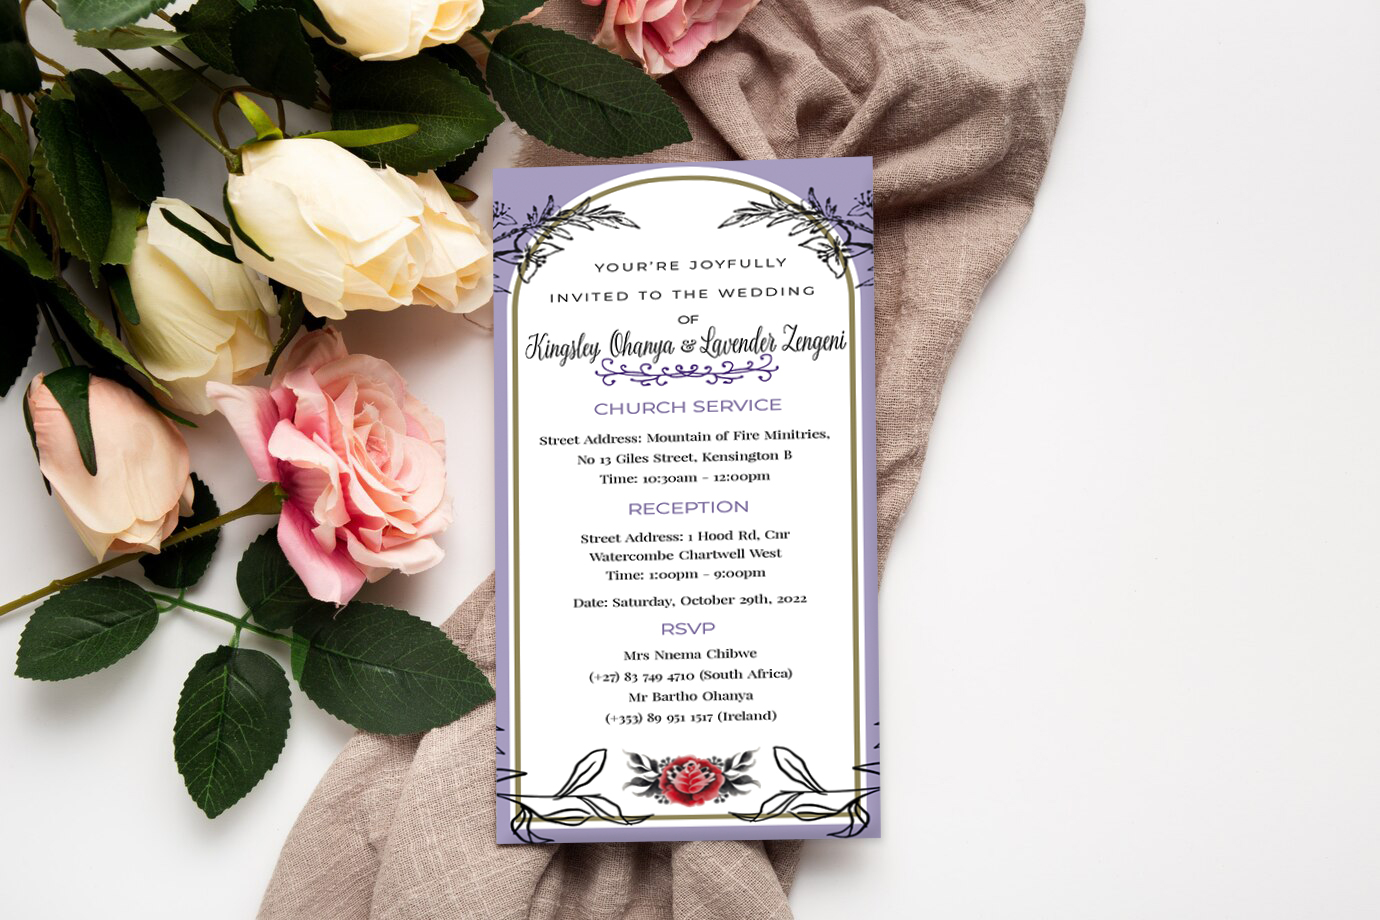 YOUR'RE JOYFULLY
INVITED TO THE WEDDING
OF
Kingsley Ohanya & Lavender Zengeni
CHURCH SERVICE
Street Address: Mountain of Fire Minitries,
No 13 Giles Street, Kensington B
Time: 10:30am - 12:00pm
RECEPTION
Street Address: 1 Hood Rd, Cnr
Watercombe Chartwell West
Time: 1:00pm - 9:00pm
Date: Saturday, October 29th, 2022
RSVP
Mrs Nnema Chibwe
(+27) 83 749 4710 (South Africa)
Mr Bartho Ohanya
(+353) 89 951 1517 (Ireland)